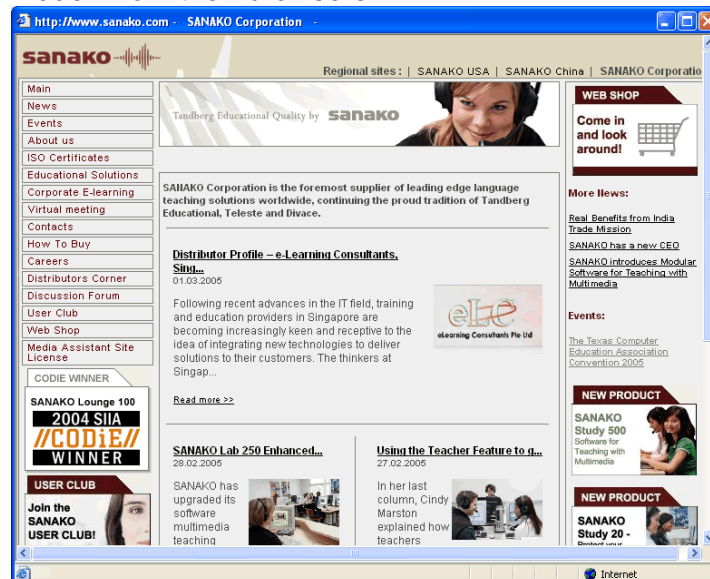 http://www.sanako.com - SANAKO Corporation -
sanako
Regional sites : | SANAKO USA | SANAKO China | SANAKO Corporatio
Main
News
Events
About us
ISO Certificates
Educational Solutions
Corporate E-learning
Virtual meeting
Contacts
How To Buy
Careers
Distributors Corner
Discussion Forum
User Club
Web Shop
Media Assistant Site
License
CODIE WINNER
SANAKO Lounge 100
2004 SIIA
//CODiE//
WINNER
USER CLUB
Join the
SANAKO
USER CLUB!
Tandberg Educational Quality by sanako
SANAKO Corporation is the foremost supplier of leading edge language
teaching solutions worldwide, continuing the proud tradition of Tandberg
Educational, Teleste and Divace.
Distributor Profile – e-Learning Consultants,
Sing...
01.03.2005
Following recent advances in the IT field, training
and education providers in Singapore are
becoming increasingly keen and receptive to the
idea of integrating new technologies to deliver
solutions to their customers. The thinkers at
Singap...
eLC
eLearning Consultants Pte Ltd
Read more >>
SANAKO Lab 250 Enhanced...
28.02.2005
SANAKO has
upgraded its
software
multimedia
teaching
Using the Teacher Feature to g...
27.02.2005
In her last
column, Cindy
Marston
explained how
teachers
WEB SHOP
Come in
and look
around!
More News:
Real Benefits from India
Trade Mission
SANAKO has a new CEO
SANAKO introduces Modular
Software for Teaching with
Multimedia
Events:
The Texas Computer
Education Association
Convention 2005
NEW PRODUCT
SANAKO
Study 500
Software for
Teaching with
Multimedia
NEW PRODUCT
SANAKO
Study 20 -
Internet